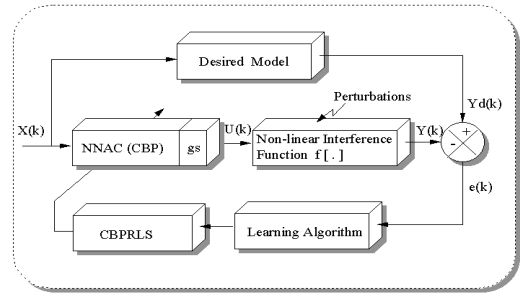 Desired Model
Perturbations
Yd(k)
X(k)
U(k)
Y(k)
+
-
NNAC (CBP)
gs
Non-linear Interference
Function f [ . ]
e(k)
CBPRLS
Learning Algorithm